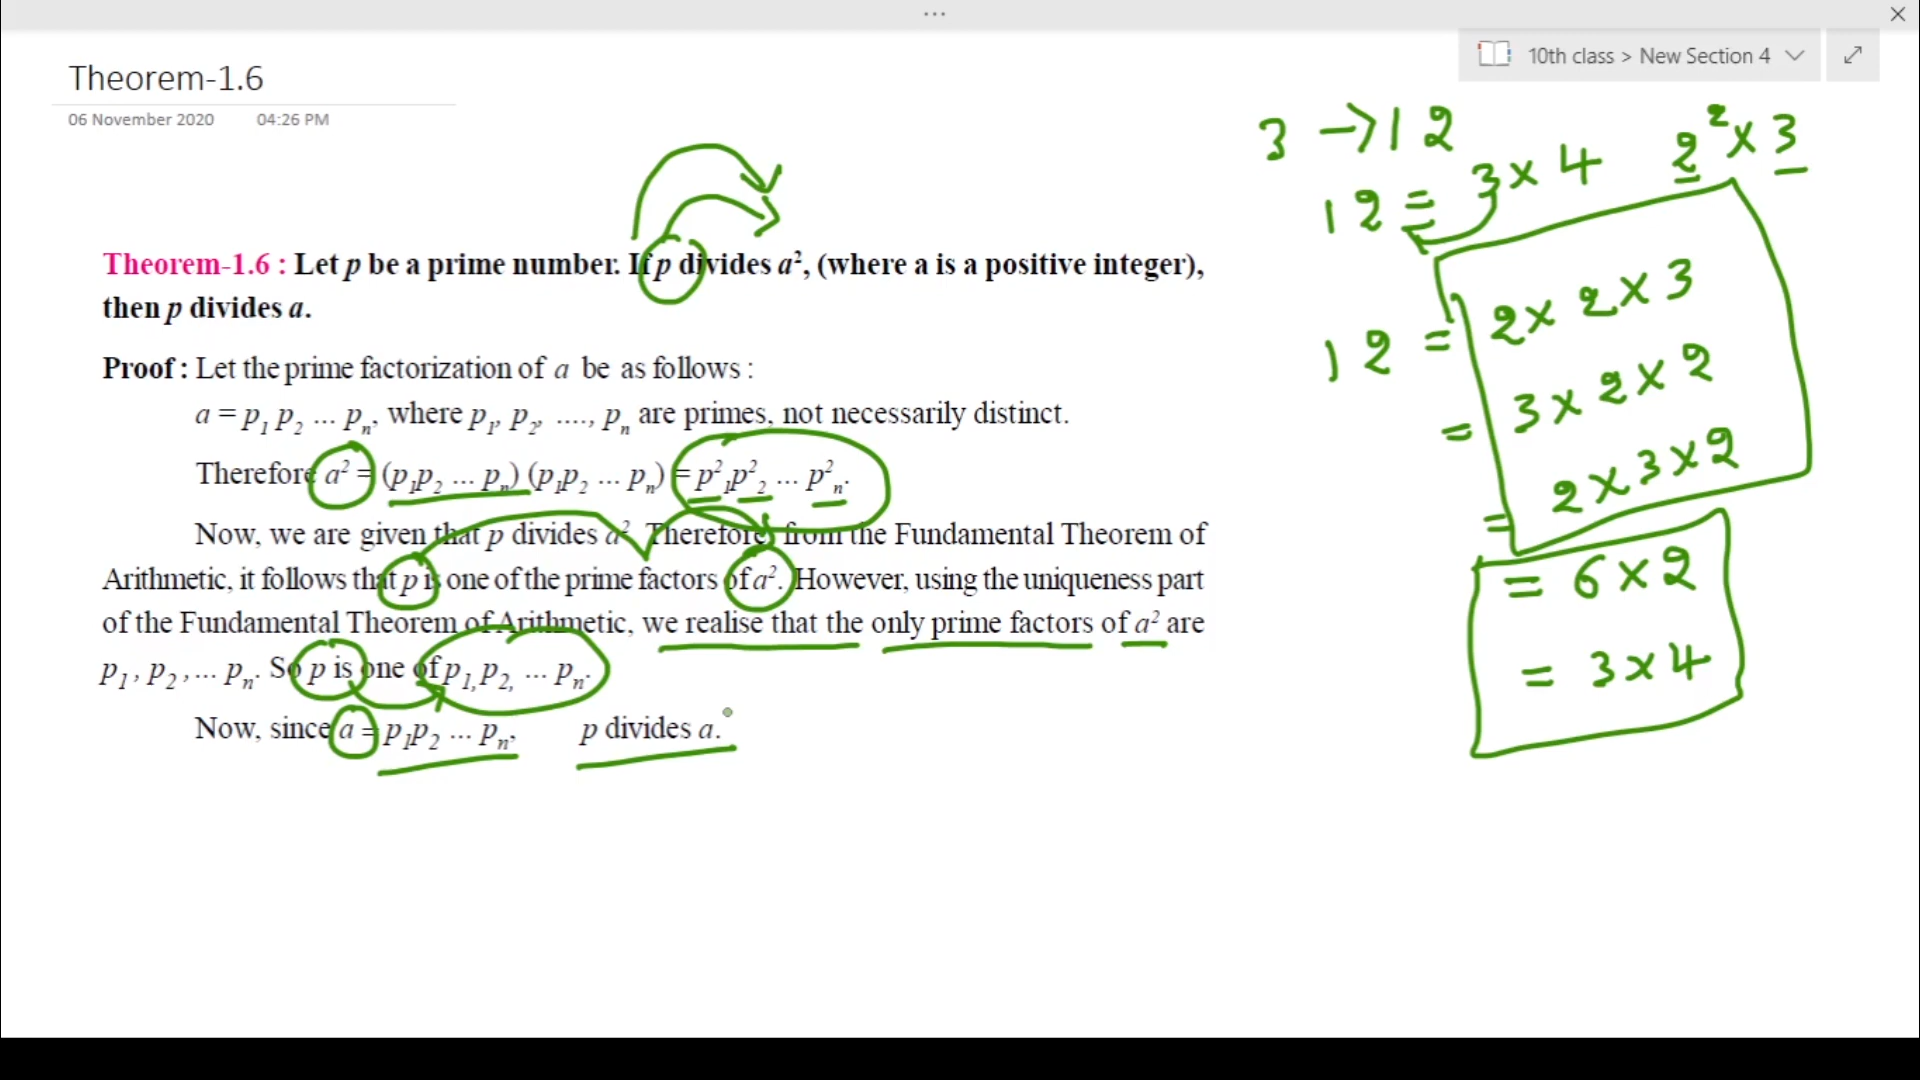 Theorem-1.6
06 November 2020 04:26 PM
10th class > New Section 4
Theorem-1.6 : Let p be a prime number. If p divides a², (where a is a positive integer),
then p divides a.
Proof : Let the prime factorization of a be as follows :
a = p₁ p₂ ... pₙ, where p₁, p₂, ...., pₙ are primes, not necessarily distinct.
Therefore a² = (p₁p₂ ... pₙ) (p₁p₂ ... pₙ) = p²₁p²₂ ... p²ₙ.
Now, we are given that p divides a². Therefore, from the Fundamental Theorem of
Arithmetic, it follows that p is one of the prime factors of a². However, using the uniqueness part
of the Fundamental Theorem of Arithmetic, we realise that the only prime factors of a² are
p₁, p₂, ... pₙ. So p is one of p₁, p₂, ... pₙ.
Now, since a = p₁p₂ ... pₙ, p divides a.
3 → 12
12 = 3 × 4 2² × 3
12 = 2 × 2 × 3
= 3 × 2 × 2
= 2 × 3 × 2
= 6 × 2
= 3 × 4